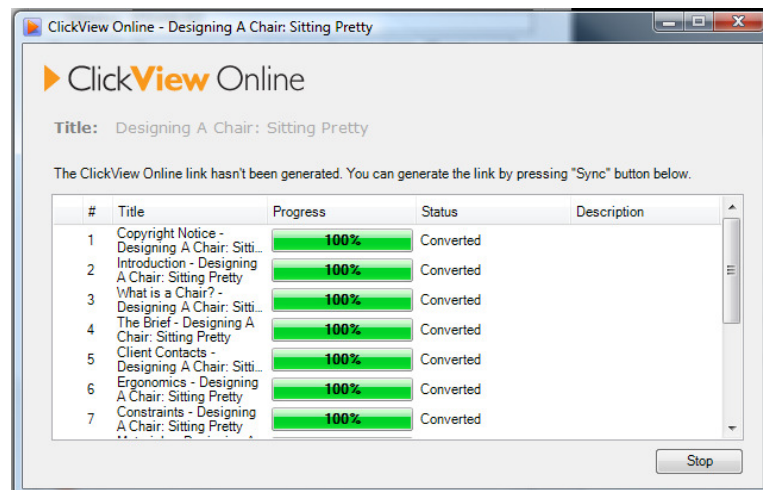 ClickView Online - Designing A Chair: Sitting Pretty
ClickView Online
Title: Designing A Chair: Sitting Pretty
The ClickView Online link hasn't been generated. You can generate the link by pressing "Sync" button below.
# Title Progress Status Description
1 Copyright Notice - Designing A Chair: Sitti... 100% Converted
2 Introduction - Designing A Chair: Sitting Pretty 100% Converted
3 What is a Chair? - Designing A Chair: Sitti... 100% Converted
4 The Brief - Designing A Chair: Sitting Pretty 100% Converted
5 Client Contacts - Designing A Chair: Sitti... 100% Converted
6 Ergonomics - Designing A Chair: Sitting Pretty 100% Converted
7 Constraints - Designing A Chair: Sitting Pretty 100% Converted
Stop